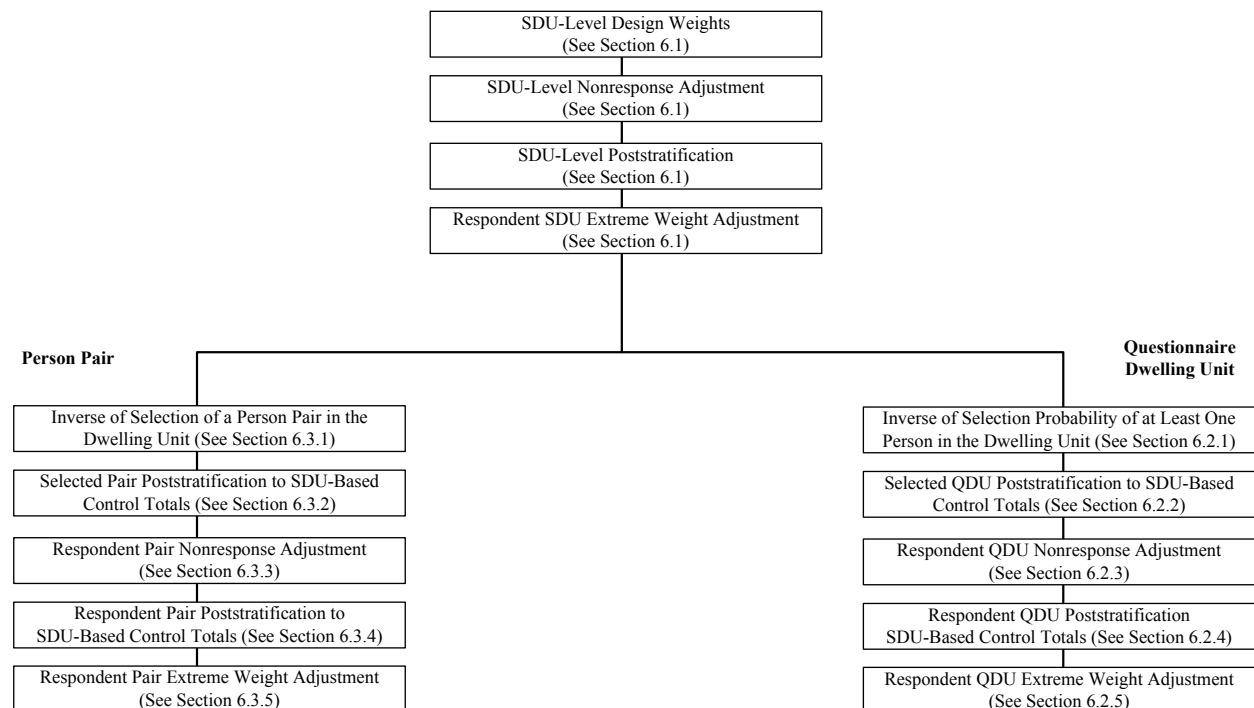 SDU-Level Design Weights
(See Section 6.1)
SDU-Level Nonresponse Adjustment
(See Section 6.1)
SDU-Level Poststratification
(See Section 6.1)
Respondent SDU Extreme Weight Adjustment
(See Section 6.1)
Person Pair
Inverse of Selection of a Person Pair in the
Dwelling Unit (See Section 6.3.1)
Selected Pair Poststratification to SDU-Based
Control Totals (See Section 6.3.2)
Respondent Pair Nonresponse Adjustment
(See Section 6.3.3)
Respondent Pair Poststratification to
SDU-Based Control Totals (See Section 6.3.4)
Respondent Pair Extreme Weight Adjustment
(See Section 6.3.5)
Questionnaire
Dwelling Unit
Inverse of Selection Probability of at Least One
Person in the Dwelling Unit (See Section 6.2.1)
Selected QDU Poststratification to SDU-Based
Control Totals (See Section 6.2.2)
Respondent QDU Nonresponse Adjustment
(See Section 6.2.3)
Respondent QDU Poststratification
SDU-Based Control Totals (See Section 6.2.4)
Respondent QDU Extreme Weight Adjustment
(See Section 6.2.5)